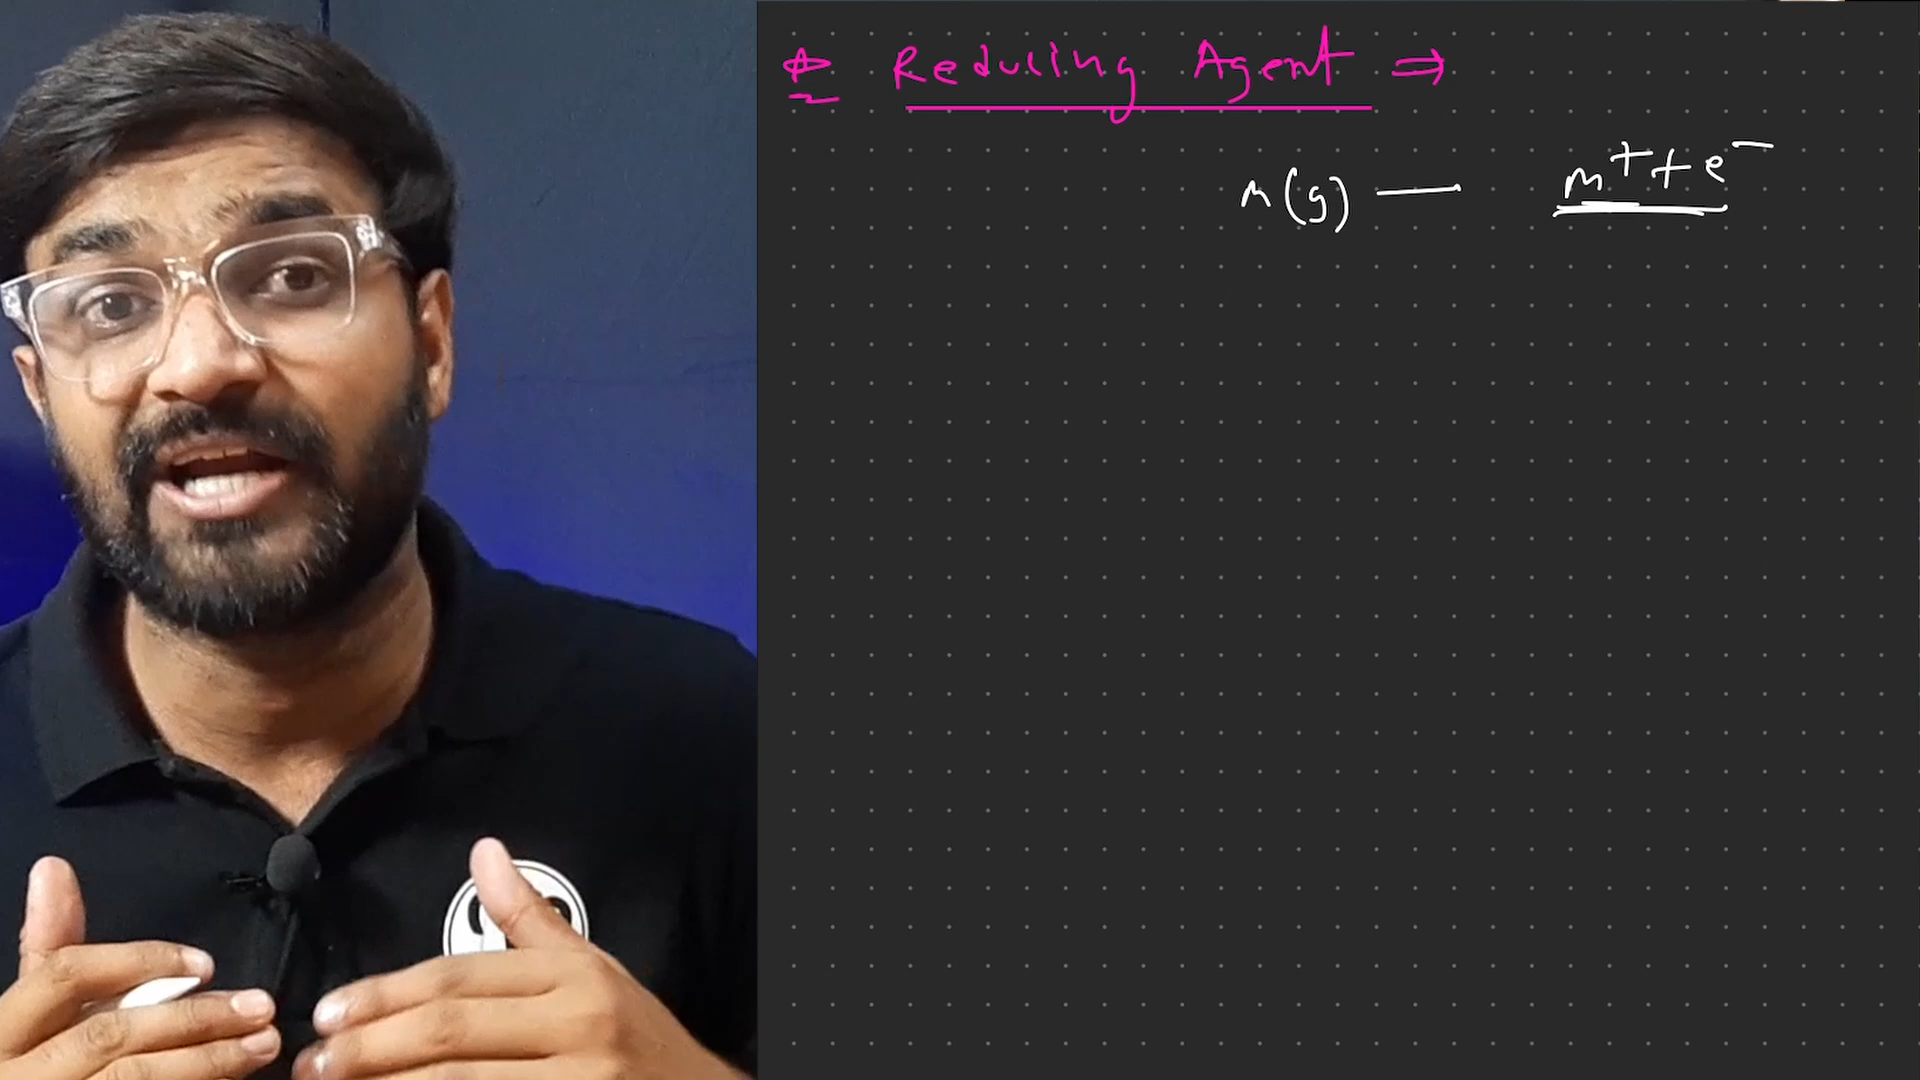 * Reducing Agent ⇒
M(g) — M⁺ + e⁻